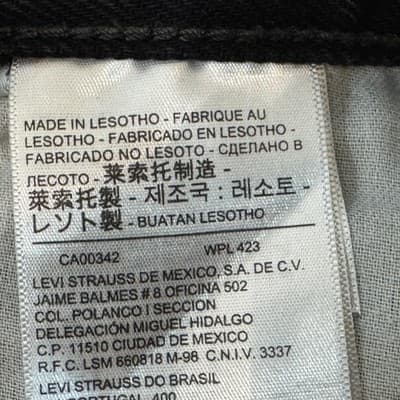 MADE IN LESOTHO - FABRIQUE AU
LESOTHO - FABRICADO EN LESOTHO -
FABRICADO NO LESOTO - СДЕЛАНО В
ЛЕСОТО - 莱索托制造 -
萊索托製 - 제조국 : 레소토 -
レソト製 - BUATAN LESOTHO
CA00342 WPL 423
LEVI STRAUSS DE MEXICO, S.A. DE C.V.
JAIME BALMES # 8 OFICINA 502
COL. POLANCO I SECCION
DELEGACIÓN MIGUEL HIDALGO
C.P. 11510 CIUDAD DE MEXICO
R.F.C. LSM 660818 M-98 C.N.I.V. 3337
LEVI STRAUSS DO BRASIL
PORTUGAL 400